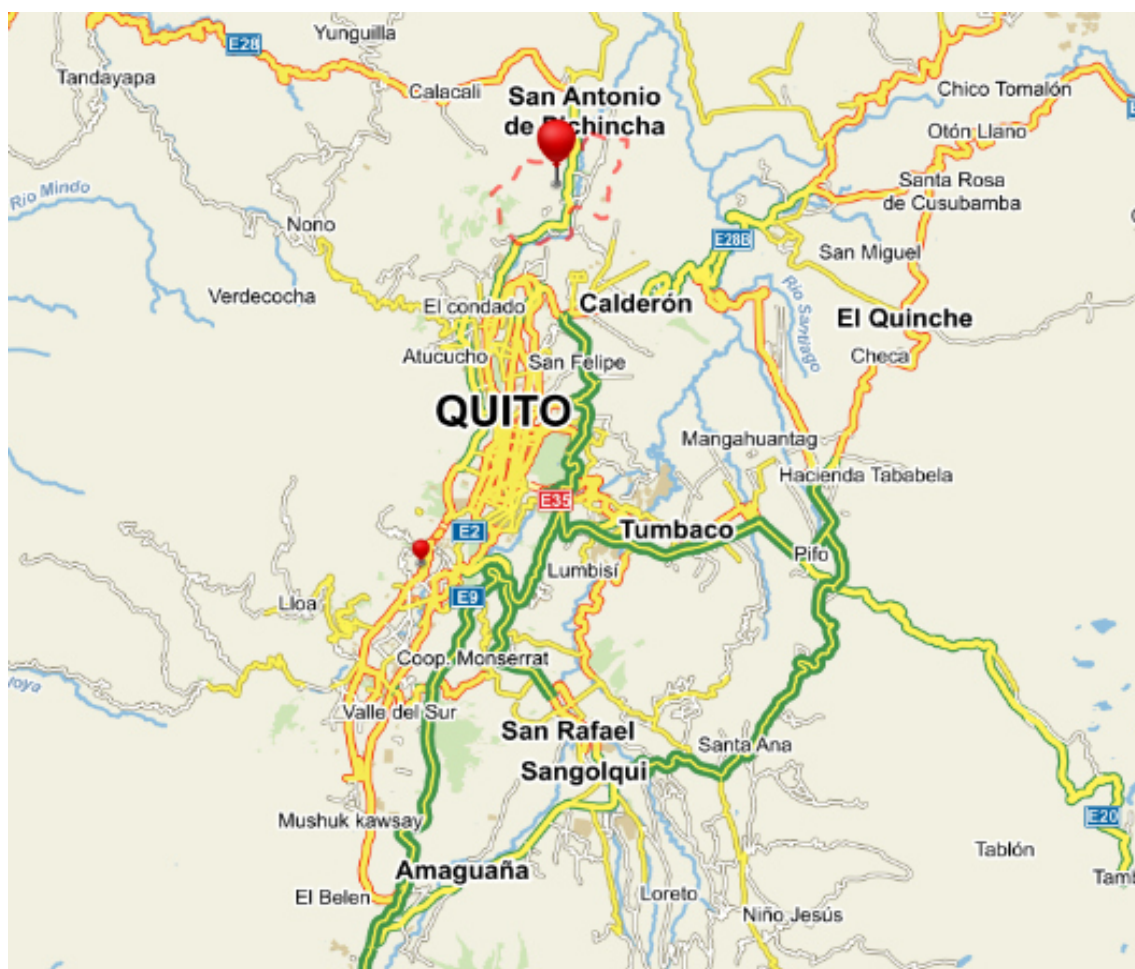 Yunguilla
E28
Tandayapa
Calacali
San Antonio
de Pichincha
Chico Tomalón
Otón Llano
Rio Mindo
Santa Rosa
de Cusubamba
Nono
E28B
San Miguel
Verdecocha
El condado
Calderón
Rio Santiago
El Quinche
Atucucho
San Felipe
Checa
QUITO
Mangahuantag
Hacienda Tababela
E35
E2
Tumbaco
Pifo
Lumbisí
Lloa
E9
Coop. Monserrat
Valle del Sur
San Rafael
Santa Ana
Sangolqui
Mushuk kawsay
E20
Tablón
Amaguaña
El Belen
Loreto
Niño Jesús